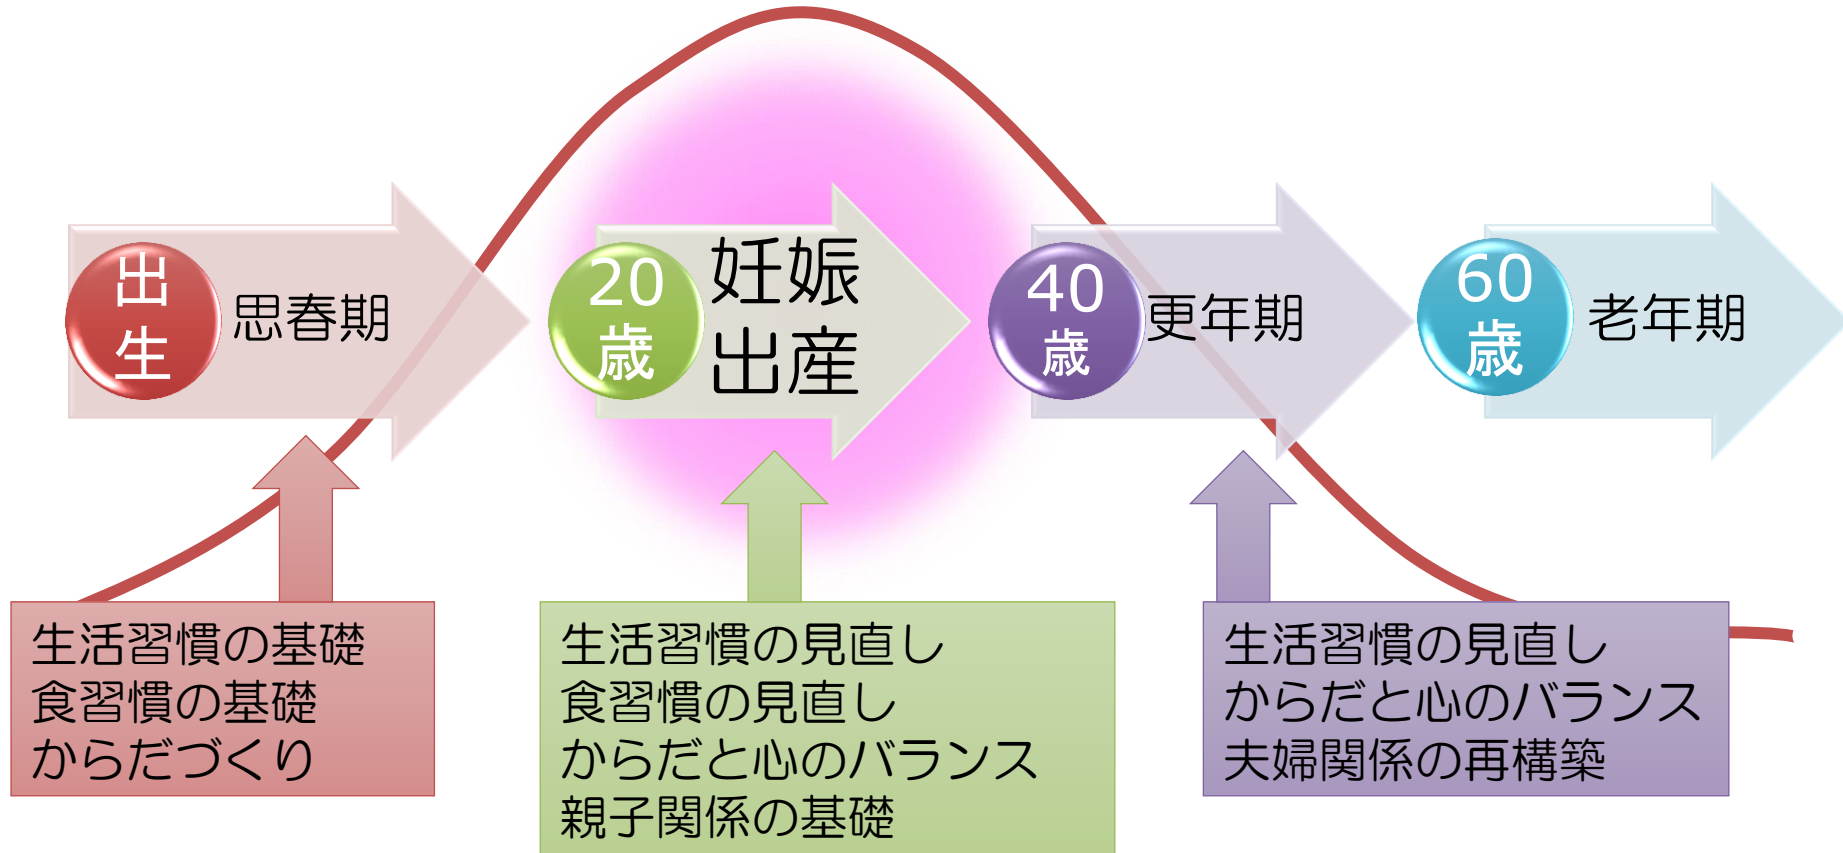 出
生
思春期
20
歳
妊娠
出産
40
歳
更年期
60
歳
老年期
生活習慣の基礎
食習慣の基礎
からだづくり
生活習慣の見直し
食習慣の見直し
からだと心のバランス
親子関係の基礎
生活習慣の見直し
からだと心のバランス
夫婦関係の再構築